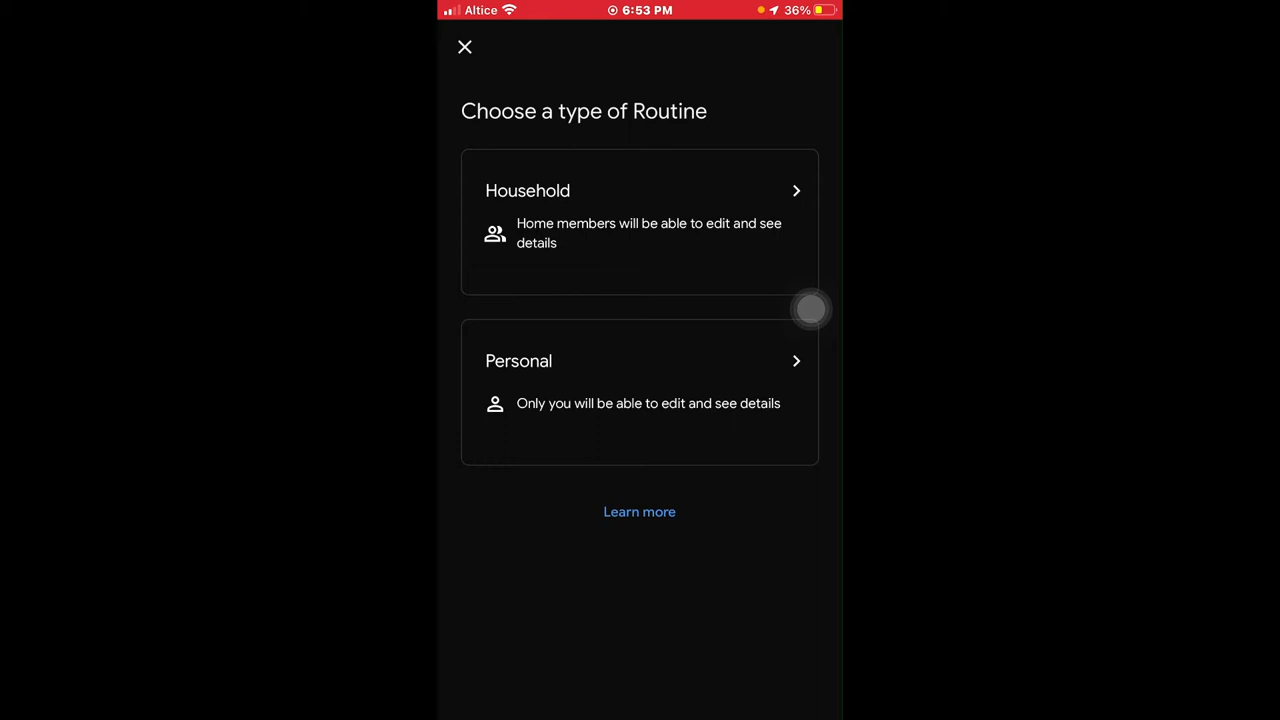 Altice 6:53 PM 36%
Choose a type of Routine
Household
Home members will be able to edit and see
details
Personal
Only you will be able to edit and see details
Learn more